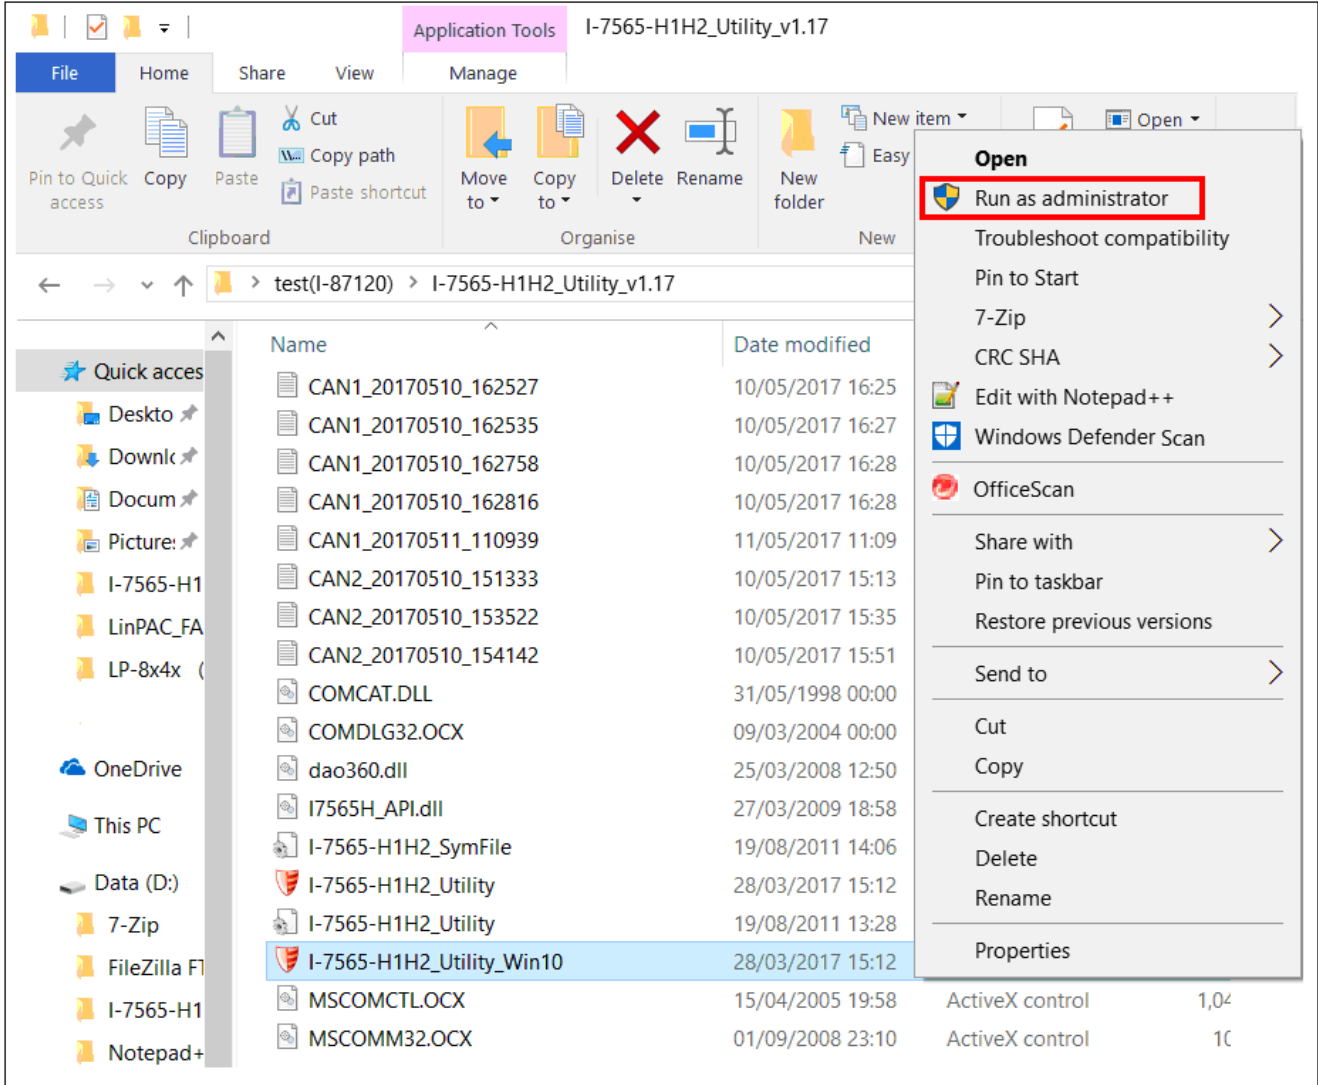 Application Tools
I-7565-H1H2_Utility_v1.17
File
Home
Share
View
Manage
Pin to Quick access
Copy
Paste
Cut
Copy path
Paste shortcut
Clipboard
Move to
Copy to
Delete
Rename
Organise
New folder
New item
Easy
New
Open
test(I-87120) > I-7565-H1H2_Utility_v1.17
Quick acces
Deskto
Downlc
Docum
Picture:
I-7565-H1
LinPAC_FA
LP-8x4x (
OneDrive
This PC
Data (D:)
7-Zip
FileZilla FT
I-7565-H1
Notepad+
Name Date modified
CAN1_20170510_162527 10/05/2017 16:25
CAN1_20170510_162535 10/05/2017 16:27
CAN1_20170510_162758 10/05/2017 16:28
CAN1_20170510_162816 10/05/2017 16:28
CAN1_20170511_110939 11/05/2017 11:09
CAN2_20170510_151333 10/05/2017 15:13
CAN2_20170510_153522 10/05/2017 15:35
CAN2_20170510_154142 10/05/2017 15:51
COMCAT.DLL 31/05/1998 00:00
COMDLG32.OCX 09/03/2004 00:00
dao360.dll 25/03/2008 12:50
I7565H_API.dll 27/03/2009 18:58
I-7565-H1H2_SymFile 19/08/2011 14:06
I-7565-H1H2_Utility 28/03/2017 15:12
I-7565-H1H2_Utility 19/08/2011 13:28
I-7565-H1H2_Utility_Win10 28/03/2017 15:12
MSCOMCTL.OCX 15/04/2005 19:58 ActiveX control 1,04
MSCOMM32.OCX 01/09/2008 23:10 ActiveX control 10
Open
Run as administrator
Troubleshoot compatibility
Pin to Start
7-Zip
CRC SHA
Edit with Notepad++
Windows Defender Scan
OfficeScan
Share with
Pin to taskbar
Restore previous versions
Send to
Cut
Copy
Create shortcut
Delete
Rename
Properties